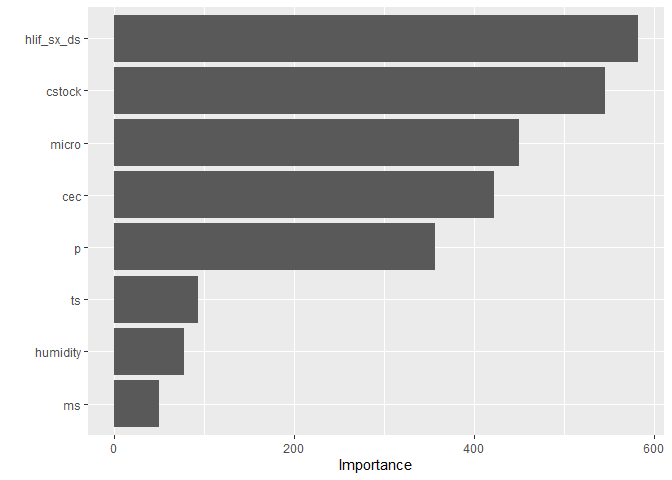 hlif_sx_ds
cstock
micro
cec
p
ts
humidity
ms
0 200 400 600
Importance